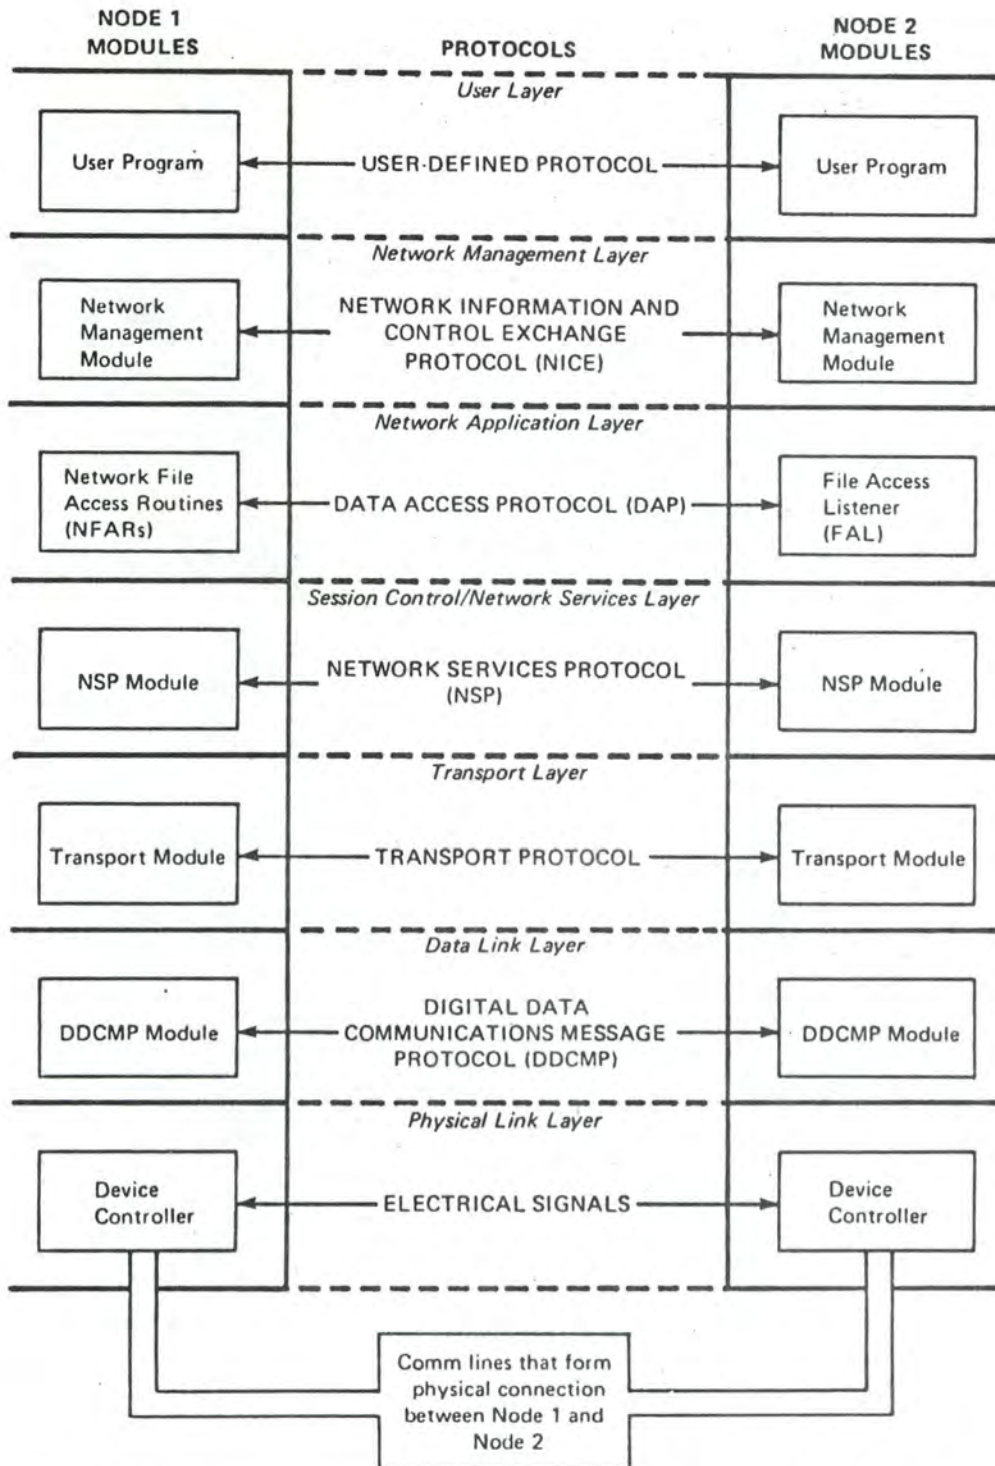 NODE 1
MODULES
PROTOCOLS
NODE 2
MODULES
User Layer
User Program
USER-DEFINED PROTOCOL
User Program
Network Management Layer
Network
Management
Module
NETWORK INFORMATION AND
CONTROL EXCHANGE
PROTOCOL (NICE)
Network
Management
Module
Network Application Layer
Network File
Access Routines
(NFARs)
DATA ACCESS PROTOCOL (DAP)
File Access
Listener
(FAL)
Session Control/Network Services Layer
NSP Module
NETWORK SERVICES PROTOCOL
(NSP)
NSP Module
Transport Layer
Transport Module
TRANSPORT PROTOCOL
Transport Module
Data Link Layer
DDCMP Module
DIGITAL DATA
COMMUNICATIONS MESSAGE
PROTOCOL (DDCMP)
DDCMP Module
Physical Link Layer
Device
Controller
ELECTRICAL SIGNALS
Device
Controller
Comm lines that form
physical connection
between Node 1 and
Node 2